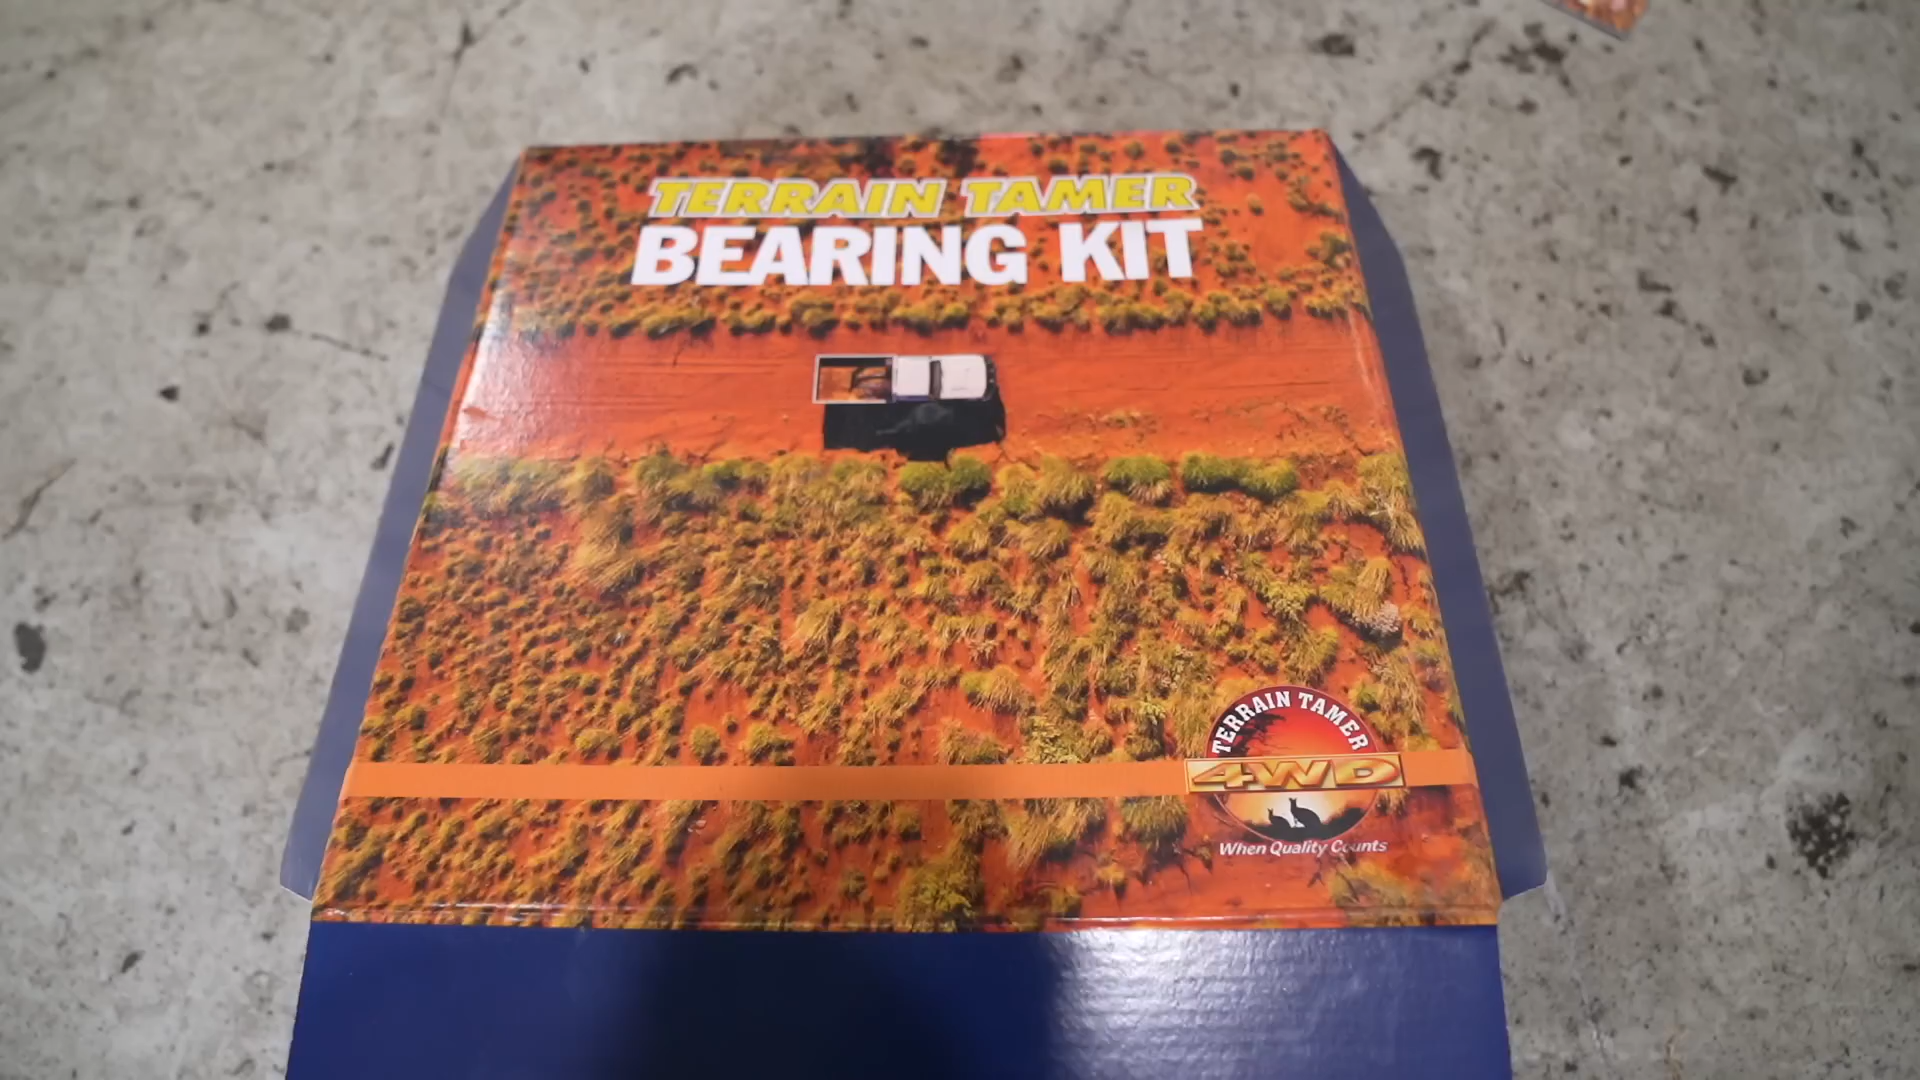 TERRAIN TAMER
BEARING KIT
TERRAIN TAMER
4WD
When Quality Counts